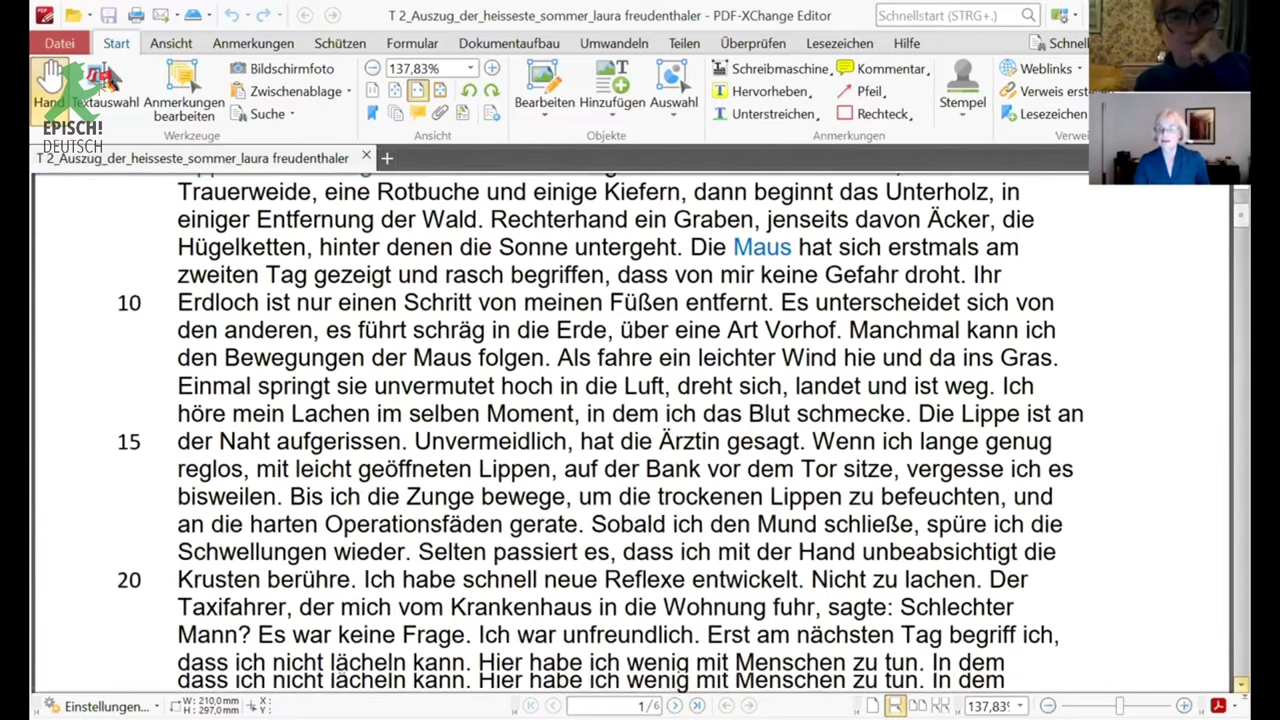 T 2_Auszug_der_heisseste_sommer_laura freudenthaler - PDF-XChange Editor
Schnellstart (STRG+.)
Datei Start Ansicht Anmerkungen Schützen Formular Dokumentaufbau Umwandeln Teilen Überprüfen Lesezeichen Hilfe Schnell
Hand Textauswahl Anmerkungen bearbeiten
Bildschirmfoto
Zwischenablage
Suche
Werkzeuge
137,83%
Ansicht
Bearbeiten Hinzufügen Auswahl
Objekte
Schreibmaschine Kommentar
Hervorheben Pfeil
Unterstreichen Rechteck
Stempel
Anmerkungen
Weblinks
Verweis
Lesezeichen
EPISCH!
DEUTSCH
T 2_Auszug_der_heisseste_sommer_laura freudenthaler
Trauerweide, eine Rotbuche und einige Kiefern, dann beginnt das Unterholz, in
einiger Entfernung der Wald. Rechterhand ein Graben, jenseits davon Äcker, die
Hügelketten, hinter denen die Sonne untergeht. Die Maus hat sich erstmals am
zweiten Tag gezeigt und rasch begriffen, dass von mir keine Gefahr droht. Ihr
10 Erdloch ist nur einen Schritt von meinen Füßen entfernt. Es unterscheidet sich von
den anderen, es führt schräg in die Erde, über eine Art Vorhof. Manchmal kann ich
den Bewegungen der Maus folgen. Als fahre ein leichter Wind hie und da ins Gras.
Einmal springt sie unvermutet hoch in die Luft, dreht sich, landet und ist weg. Ich
höre mein Lachen im selben Moment, in dem ich das Blut schmecke. Die Lippe ist an
15 der Naht aufgerissen. Unvermeidlich, hat die Ärztin gesagt. Wenn ich lange genug
reglos, mit leicht geöffneten Lippen, auf der Bank vor dem Tor sitze, vergesse ich es
bisweilen. Bis ich die Zunge bewege, um die trockenen Lippen zu befeuchten, und
an die harten Operationsfäden gerate. Sobald ich den Mund schließe, spüre ich die
Schwellungen wieder. Selten passiert es, dass ich mit der Hand unbeabsichtigt die
20 Krusten berühre. Ich habe schnell neue Reflexe entwickelt. Nicht zu lachen. Der
Taxifahrer, der mich vom Krankenhaus in die Wohnung fuhr, sagte: Schlechter
Mann? Es war keine Frage. Ich war unfreundlich. Erst am nächsten Tag begriff ich,
dass ich nicht lächeln kann. Hier habe ich wenig mit Menschen zu tun. In dem
dass ich nicht lächeln kann. Hier habe ich wenig mit Menschen zu tun. In dem
Einstellungen... W: 210,0mm H: 297,0mm X: Y: 1/6 137,83%